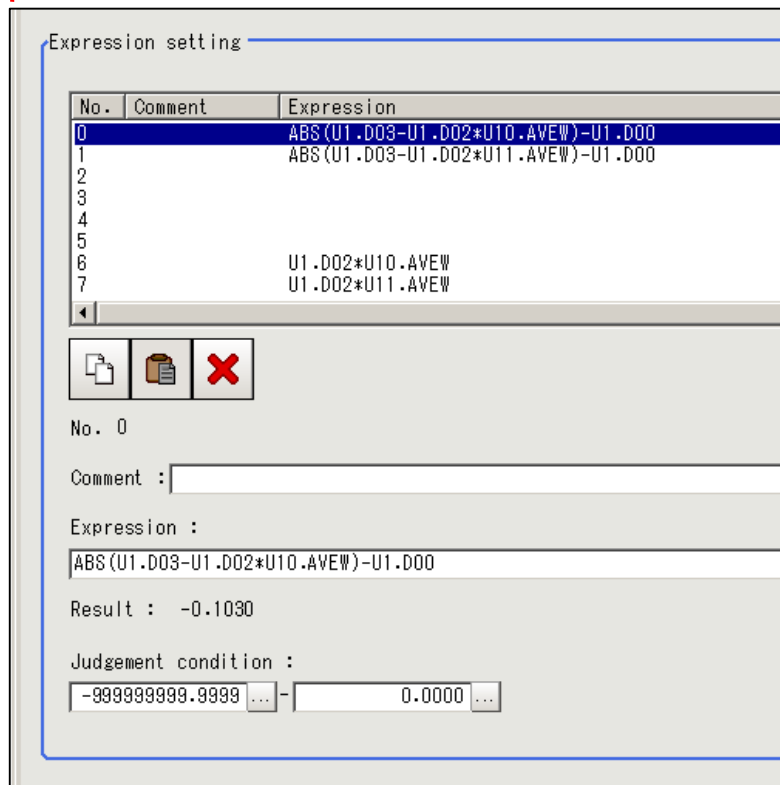 Expression setting
No. Comment Expression
0 ABS(U1.D03-U1.D02*U10.AVEW)-U1.D00
1 ABS(U1.D03-U1.D02*U11.AVEW)-U1.D00
2
3
4
5
6 U1.D02*U10.AVEW
7 U1.D02*U11.AVEW
No. 0
Comment :
Expression :
ABS(U1.D03-U1.D02*U10.AVEW)-U1.D00
Result : -0.1030
Judgement condition :
-999999999.9999 ... - 0.0000 ...